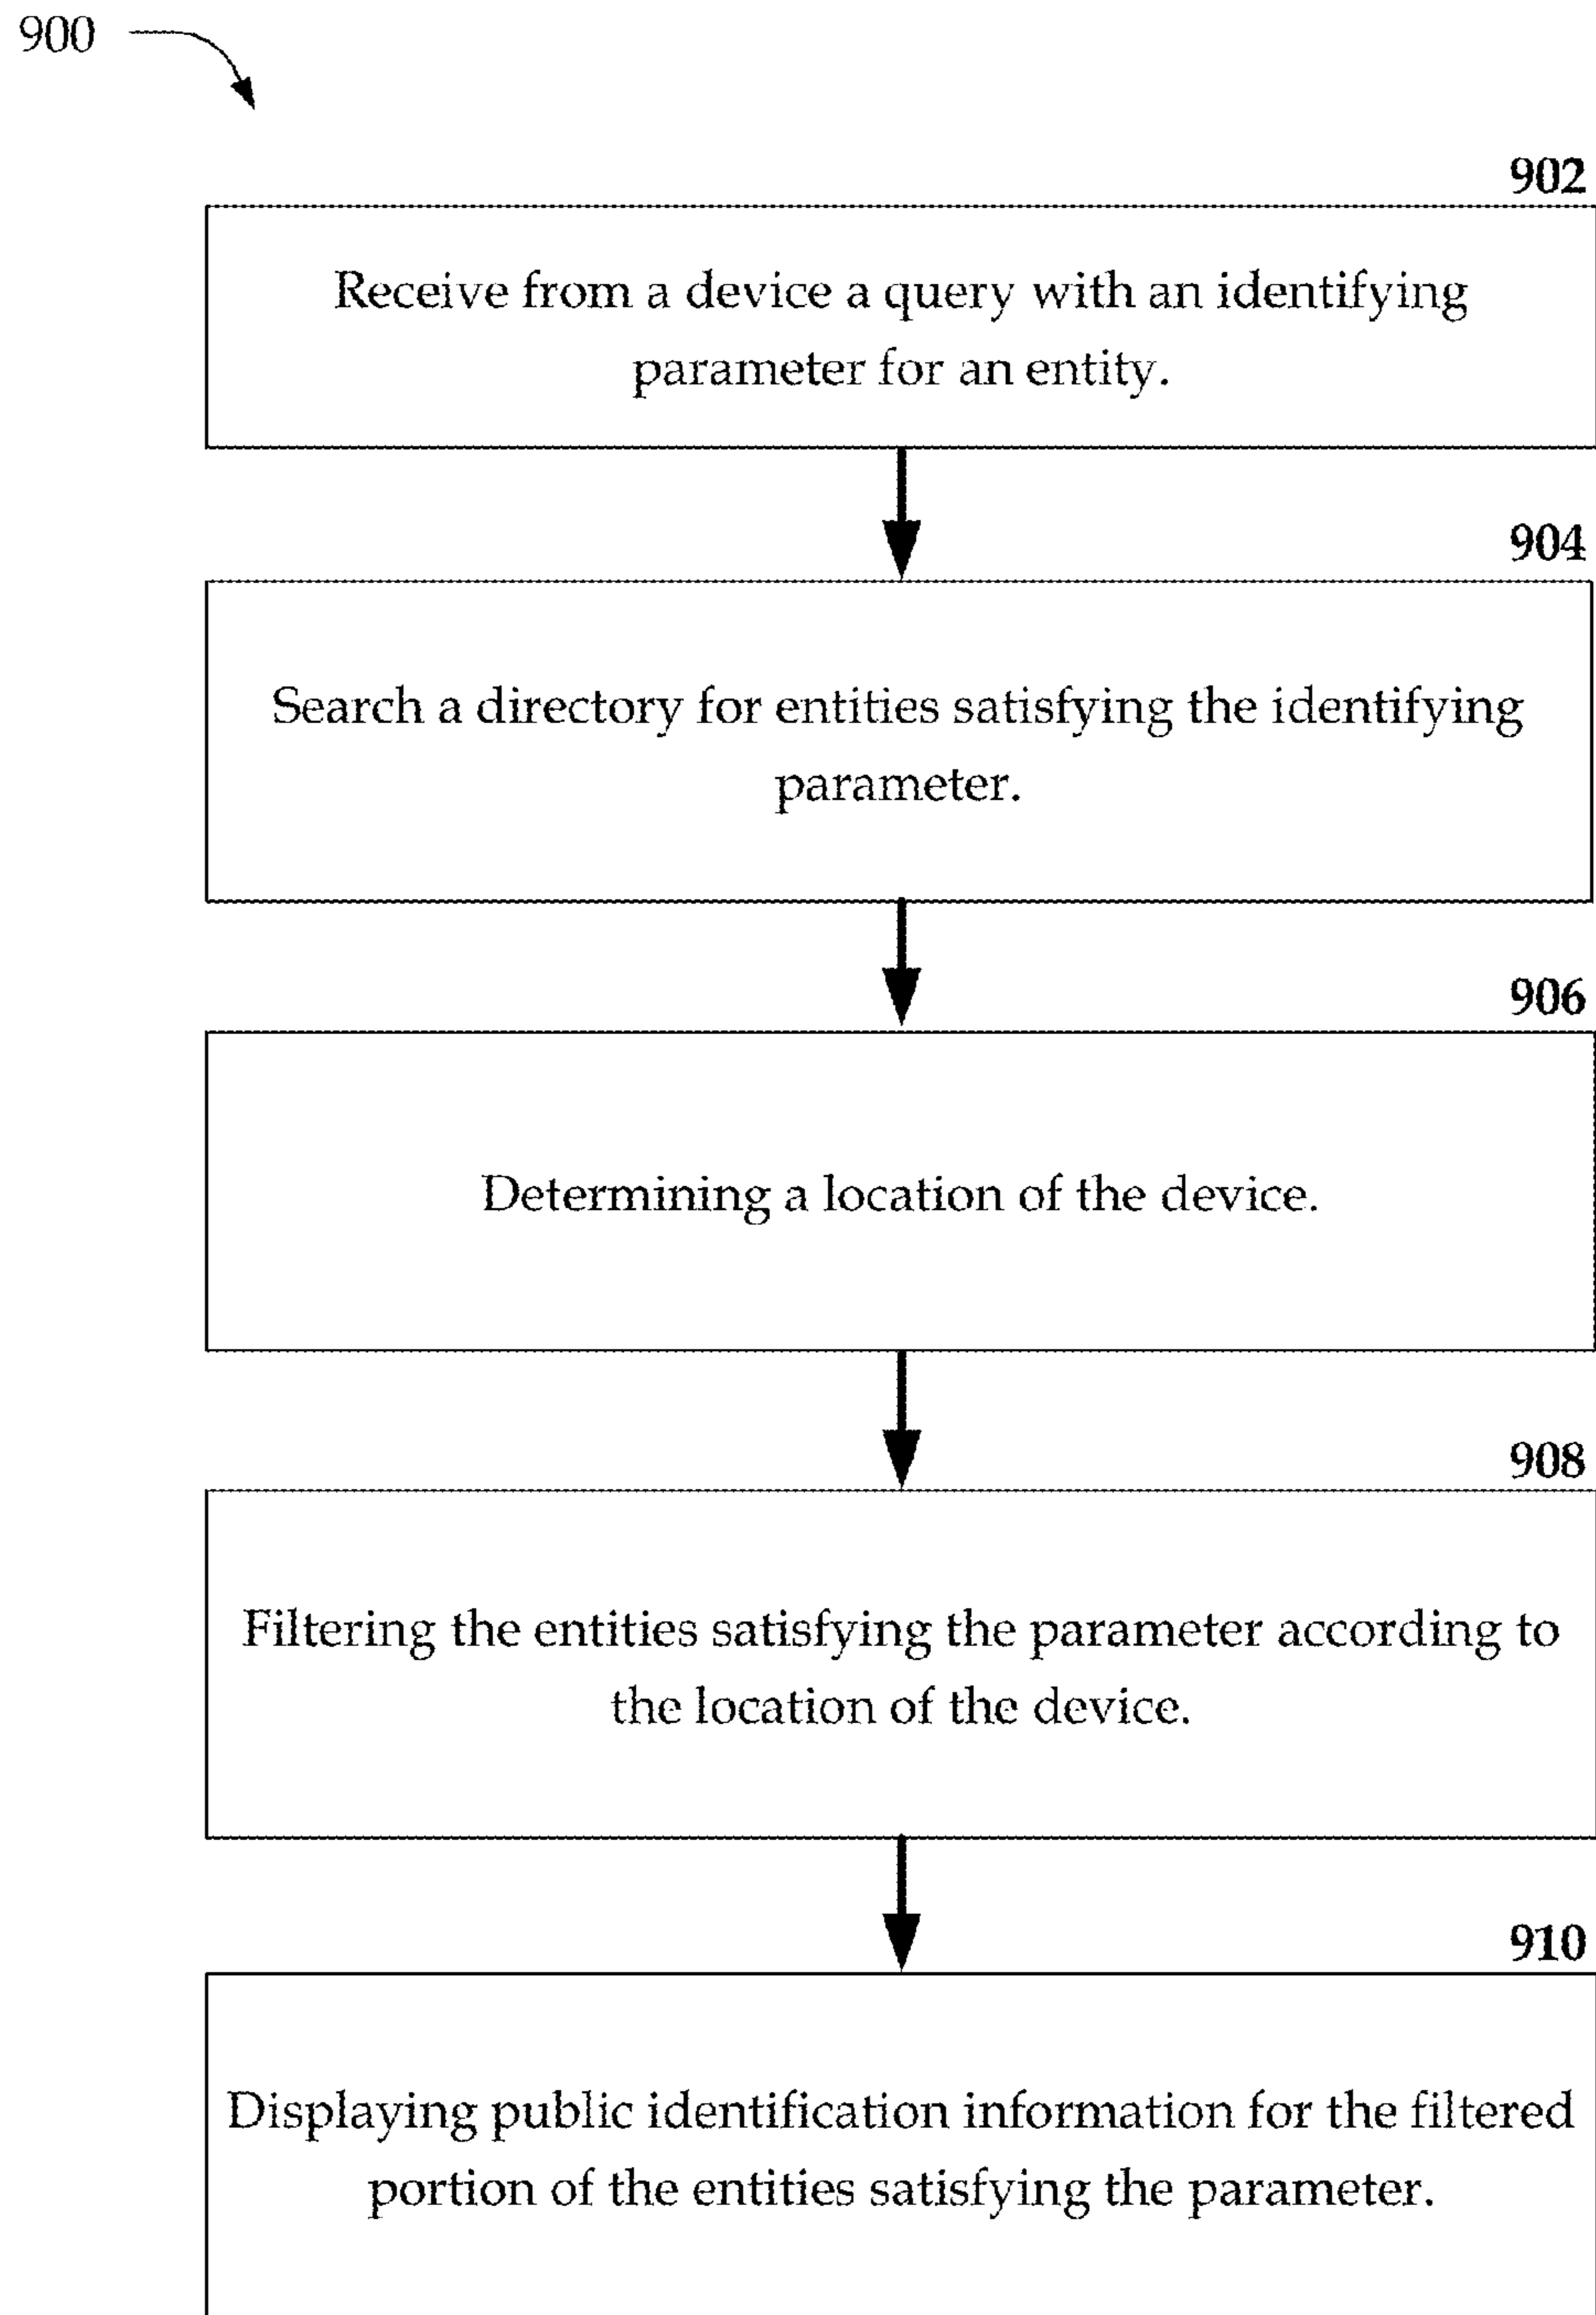 900
902
Receive from a device a query with an identifying
parameter for an entity.
904
Search a directory for entities satisfying the identifying
parameter.
906
Determining a location of the device.
908
Filtering the entities satisfying the parameter according to
the location of the device.
910
Displaying public identification information for the filtered
portion of the entities satisfying the parameter.